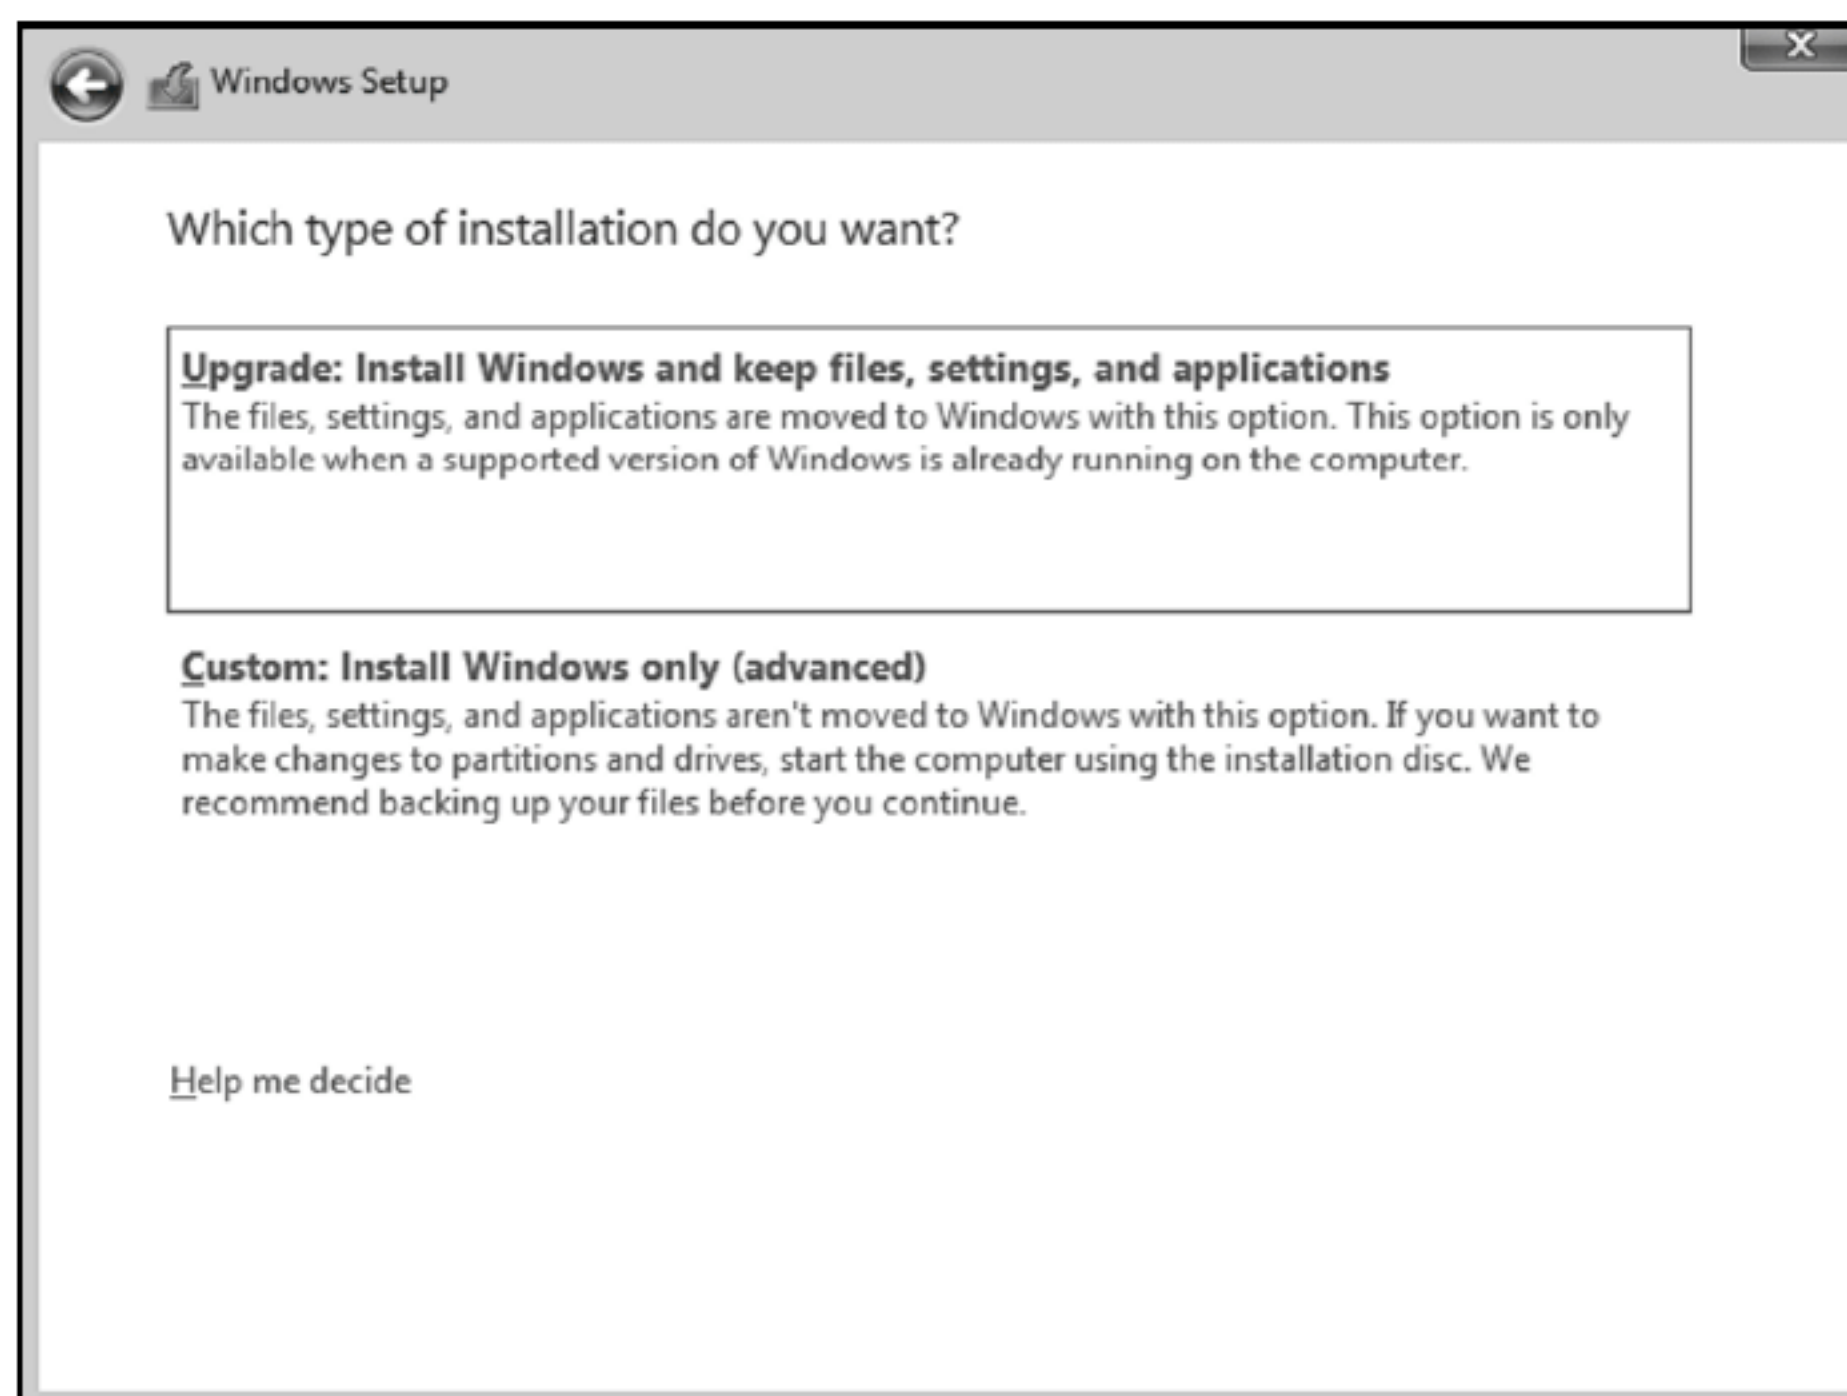 Windows Setup
Which type of installation do you want?
Upgrade: Install Windows and keep files, settings, and applications
The files, settings, and applications are moved to Windows with this option. This option is only
available when a supported version of Windows is already running on the computer.
Custom: Install Windows only (advanced)
The files, settings, and applications aren't moved to Windows with this option. If you want to
make changes to partitions and drives, start the computer using the installation disc. We
recommend backing up your files before you continue.
Help me decide